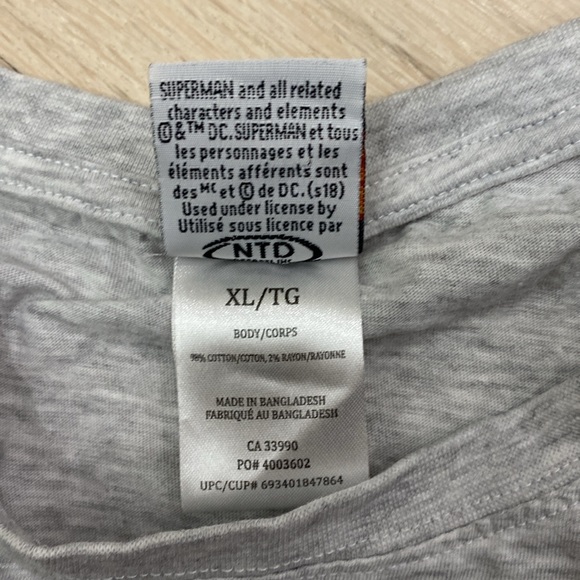 SUPERMAN and all related
characters and elements
©&™ DC. SUPERMAN et tous
les personnages et les
éléments afférents sont
des MC et © de DC. (s18)
Used under license by
Utilisé sous licence par
NTD
XL/TG
BODY/CORPS
98% COTTON/COTON, 2% RAYON/RAYONNE
MADE IN BANGLADESH
FABRIQUÉ AU BANGLADESH
CA 33990
PO# 4003602
UPC/CUP# 693401847864